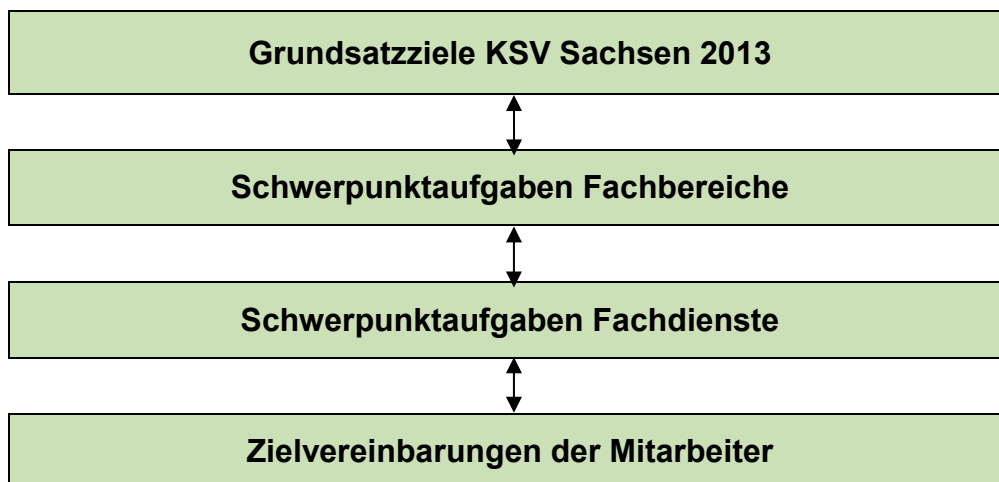 Grundsatzziele KSV Sachsen 2013
Schwerpunktaufgaben Fachbereiche
Schwerpunktaufgaben Fachdienste
Zielvereinbarungen der Mitarbeiter